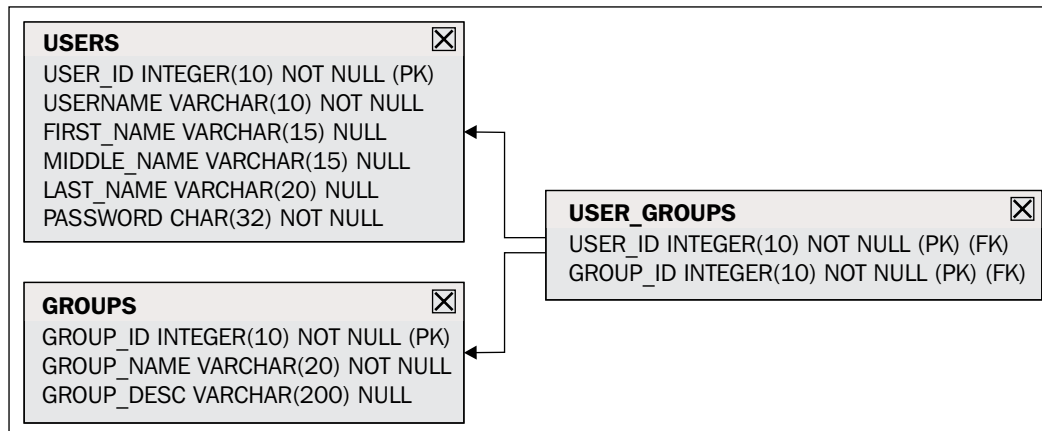 USERS
USER_ID INTEGER(10) NOT NULL (PK)
USERNAME VARCHAR(10) NOT NULL
FIRST_NAME VARCHAR(15) NULL
MIDDLE_NAME VARCHAR(15) NULL
LAST_NAME VARCHAR(20) NULL
PASSWORD CHAR(32) NOT NULL
GROUPS
GROUP_ID INTEGER(10) NOT NULL (PK)
GROUP_NAME VARCHAR(20) NOT NULL
GROUP_DESC VARCHAR(200) NULL
USER_GROUPS
USER_ID INTEGER(10) NOT NULL (PK) (FK)
GROUP_ID INTEGER(10) NOT NULL (PK) (FK)